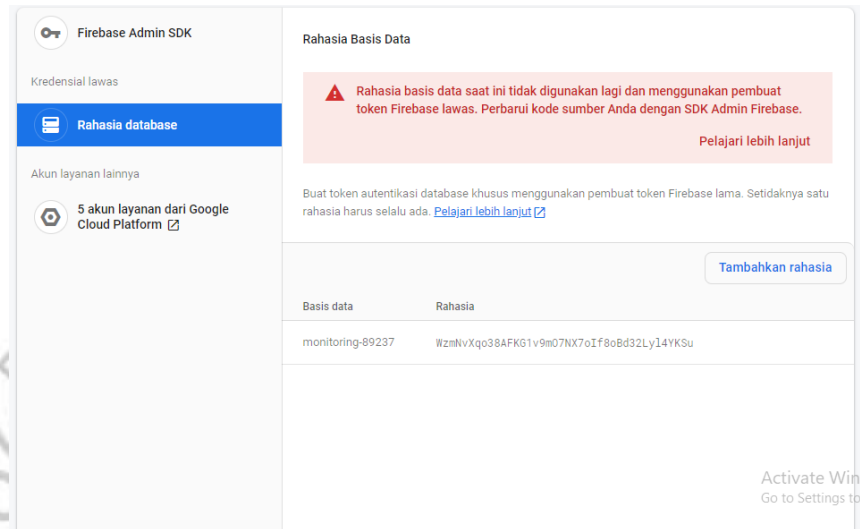 Firebase Admin SDK
Kredensial lawas
Rahasia database
Akun layanan lainnya
5 akun layanan dari Google
Cloud Platform
Rahasia Basis Data
Rahasia basis data saat ini tidak digunakan lagi dan menggunakan pembuat
token Firebase lawas. Perbarui kode sumber Anda dengan SDK Admin Firebase.
Pelajari lebih lanjut
Buat token autentikasi database khusus menggunakan pembuat token Firebase lama. Setidaknya satu
rahasia harus selalu ada. Pelajari lebih lanjut
Tambahkan rahasia
Basis data Rahasia
monitoring-89237 WzmNvXqo38AFKG1v9mO7NX7oIf8oBd32Lyl4YKSu
Activate Win
Go to Settings to